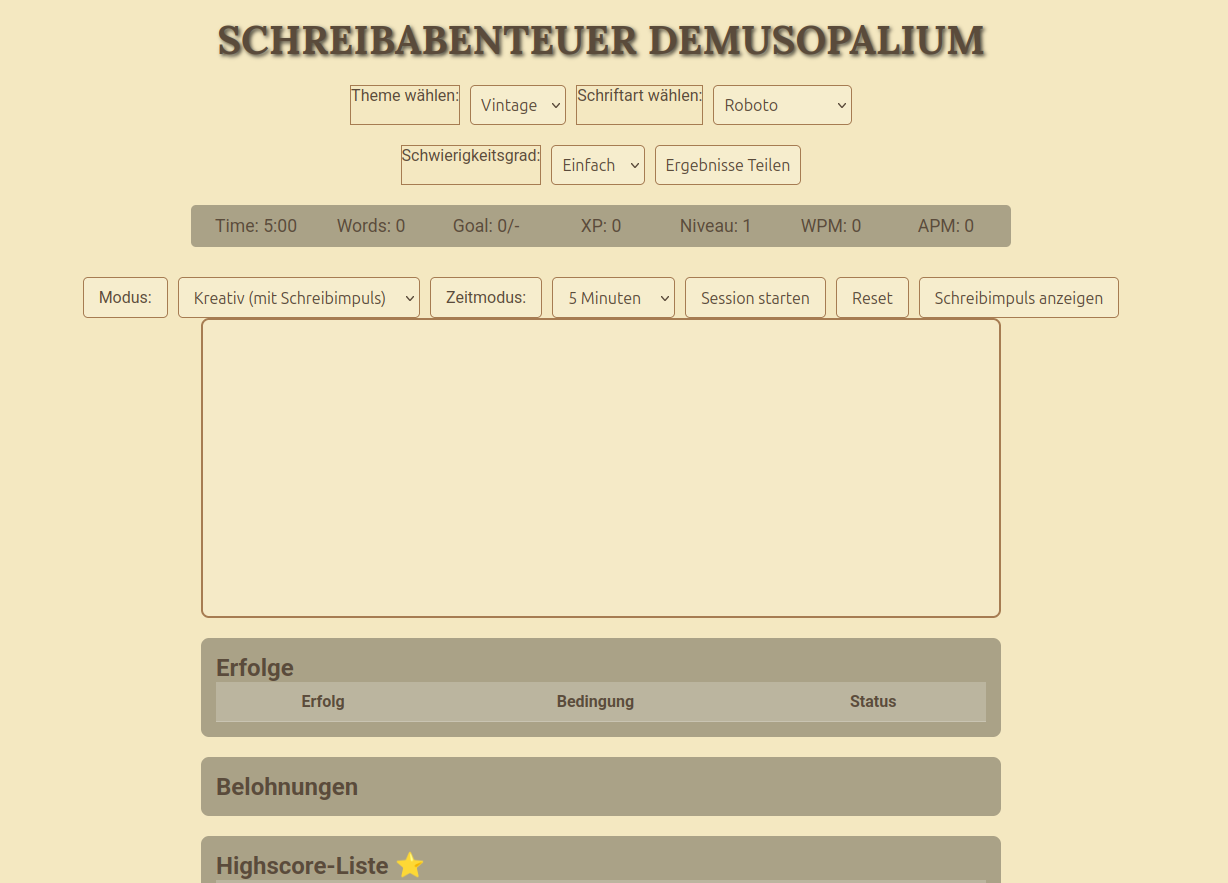 SCHREIBABENTEUER DEMUSOPALIUM
Theme wählen: Vintage Schriftart wählen: Roboto
Schwierigkeitsgrad: Einfach Ergebnisse Teilen
Time: 5:00 Words: 0 Goal: 0/- XP: 0 Niveau: 1 WPM: 0 APM: 0
Modus: Kreativ (mit Schreibimpuls) Zeitmodus: 5 Minuten Session starten Reset Schreibimpuls anzeigen
Erfolge
Erfolg Bedingung Status
Belohnungen
Highscore-Liste ⭐